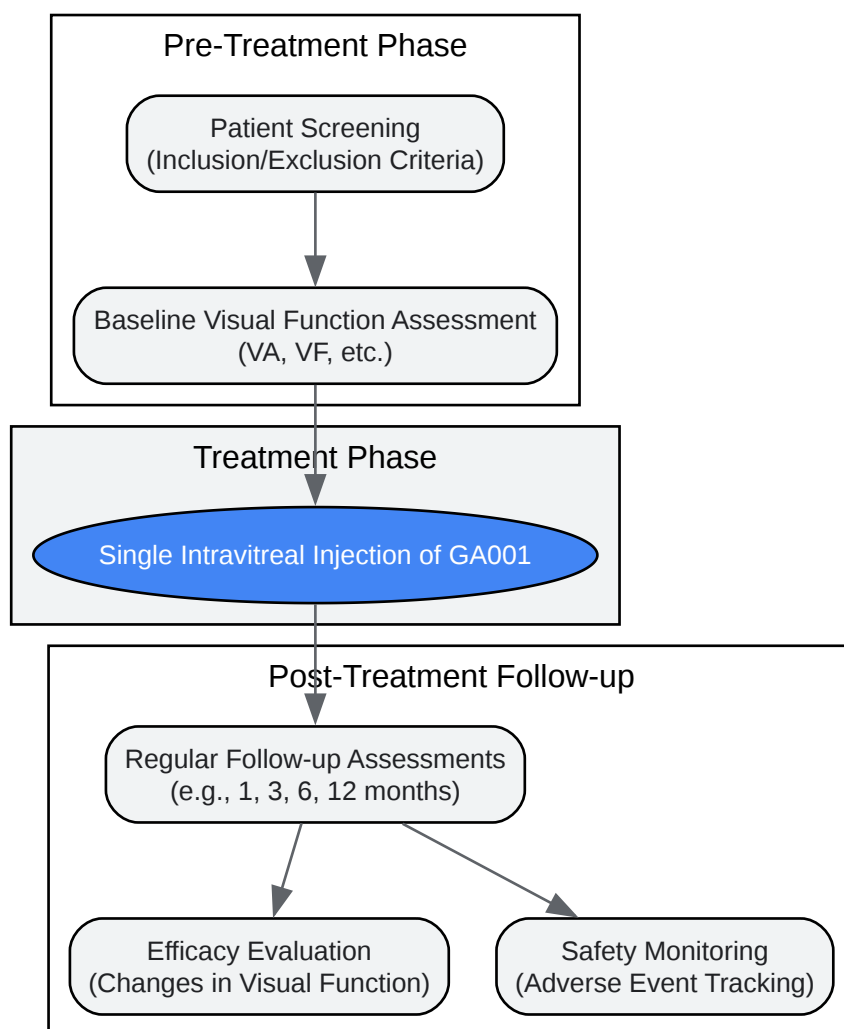 Pre-Treatment Phase
Patient Screening
(Inclusion/Exclusion Criteria)
Baseline Visual Function Assessment
(VA, VF, etc.)
Treatment Phase
Single Intravitreal Injection of GA001
Post-Treatment Follow-up
Regular Follow-up Assessments
(e.g., 1, 3, 6, 12 months)
Efficacy Evaluation
(Changes in Visual Function)
Safety Monitoring
(Adverse Event Tracking)